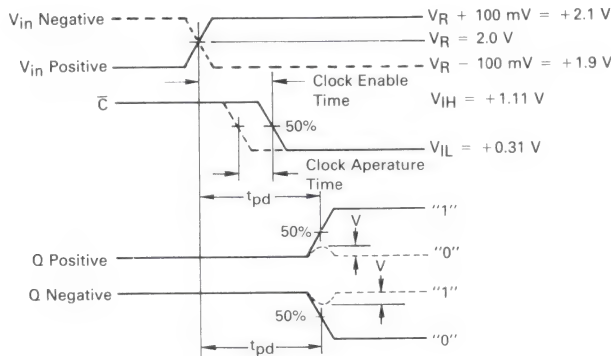 Vin Negative
VR + 100 mV = +2.1 V
VR = 2.0 V
Vin Positive
VR − 100 mV = +1.9 V
Clock Enable
Time
C̅
VIH = +1.11 V
50%
VIL = +0.31 V
Clock Aperature
Time
tpd
"1"
50%
V
"0"
Q Positive
V
Q Negative
"1"
50%
"0"
tpd